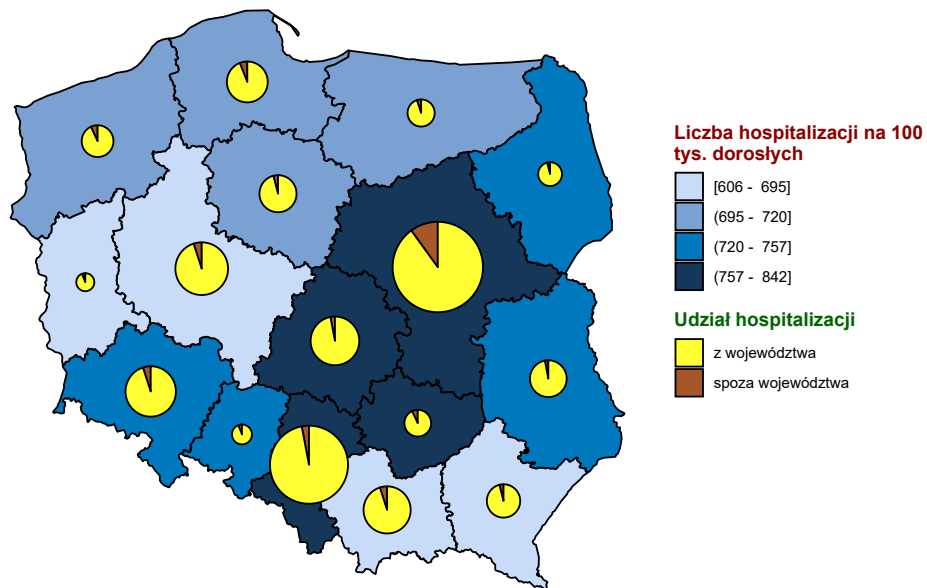 Liczba hospitalizacji na 100
tys. dorosłych
[606 - 695]
(695 - 720]
(720 - 757]
(757 - 842]
Udział hospitalizacji
z województwa
spoza województwa